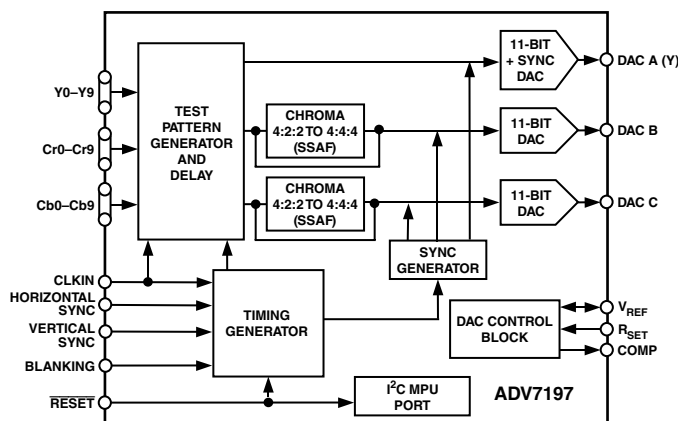 Y0–Y9
Cr0–Cr9
Cb0–Cb9
CLKIN
HORIZONTAL
SYNC
VERTICAL
SYNC
BLANKING
RESET
TEST
PATTERN
GENERATOR
AND
DELAY
CHROMA
4:2:2 TO 4:4:4
(SSAF)
CHROMA
4:2:2 TO 4:4:4
(SSAF)
TIMING
GENERATOR
SYNC
GENERATOR
I2C MPU
PORT
11-BIT
+ SYNC
DAC
11-BIT
DAC
11-BIT
DAC
DAC CONTROL
BLOCK
ADV7197
DAC A (Y)
DAC B
DAC C
VREF
RSET
COMP